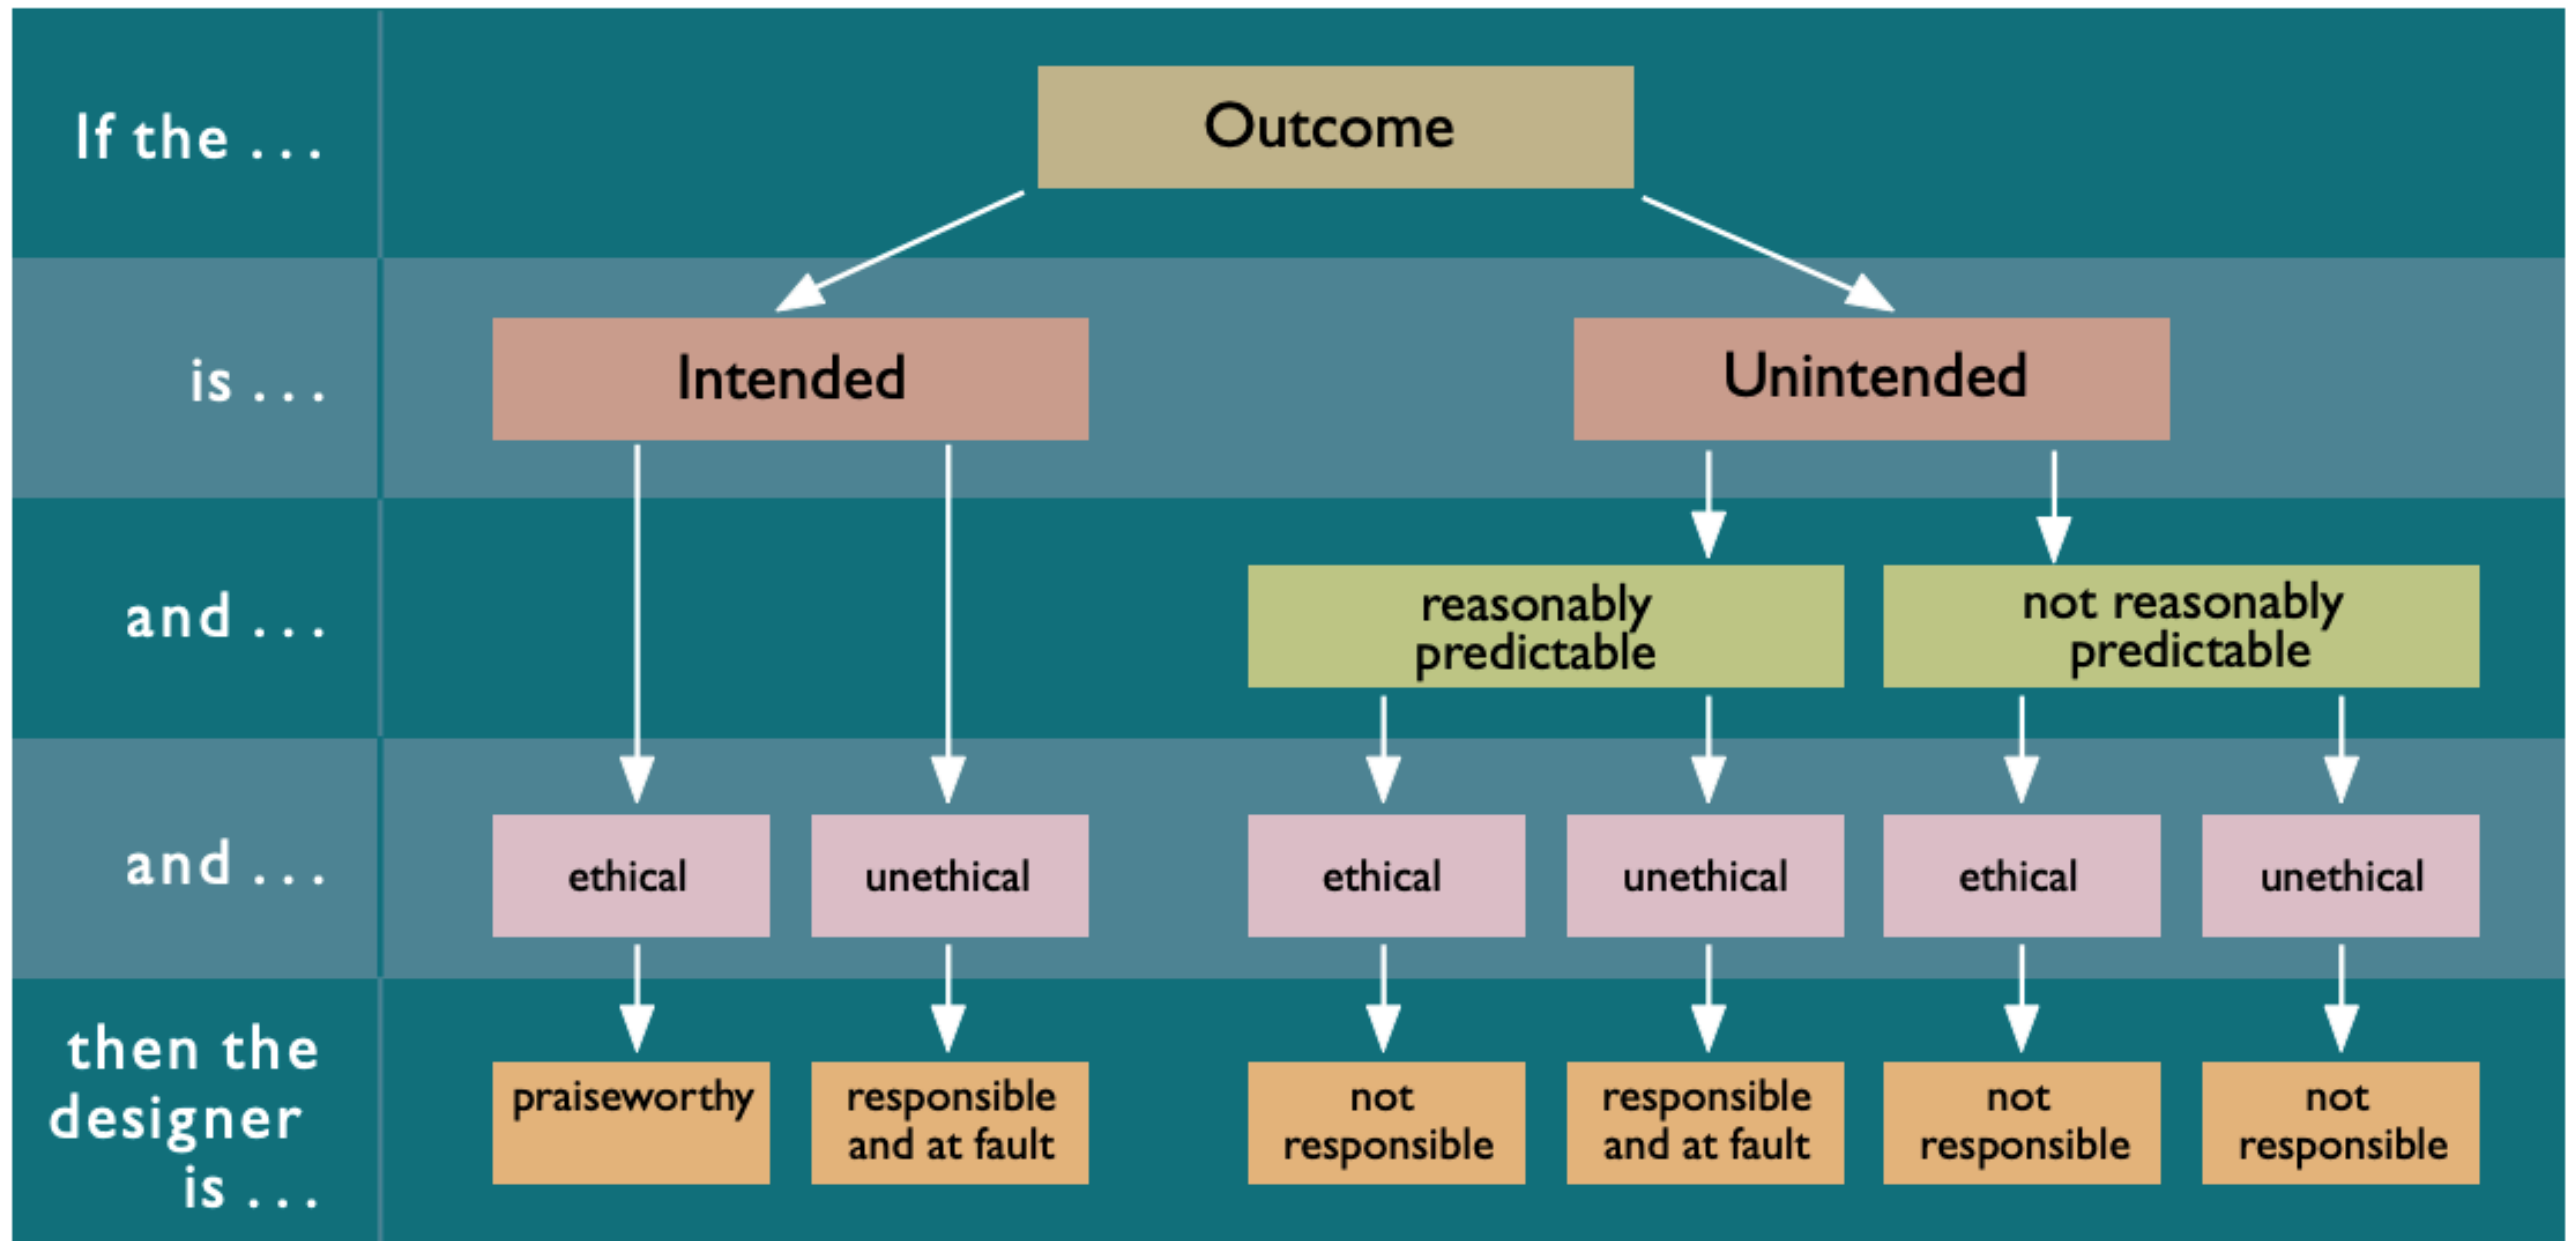 If the . . .
Outcome
is . . .
Intended
Unintended
and . . .
reasonably
predictable
not reasonably
predictable
and . . .
ethical
unethical
ethical
unethical
ethical
unethical
then the
designer
is . . .
praiseworthy
responsible
and at fault
not
responsible
responsible
and at fault
not
responsible
not
responsible